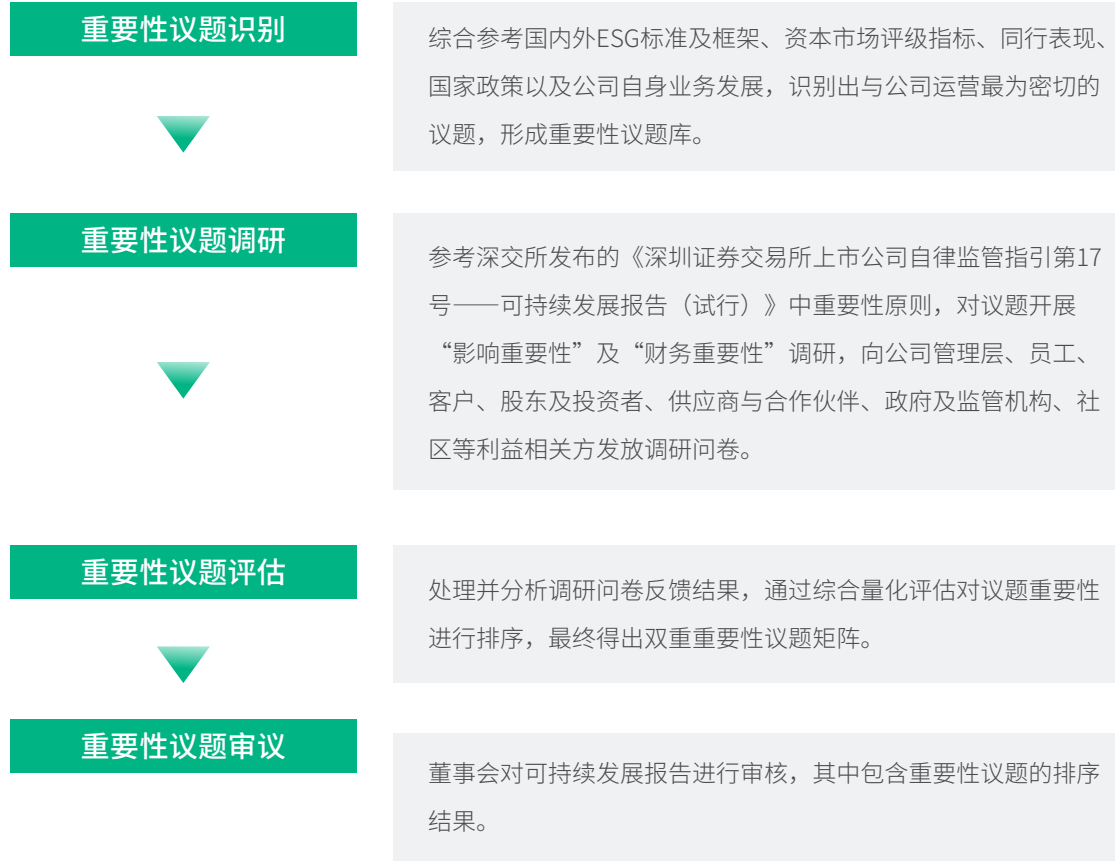 重要性议题识别
综合参考国内外ESG标准及框架、资本市场评级指标、同行表现、
国家政策以及公司自身业务发展，识别出与公司运营最为密切的
议题，形成重要性议题库。
重要性议题调研
参考深交所发布的《深圳证券交易所上市公司自律监管指引第17
号——可持续发展报告（试行）》中重要性原则，对议题开展
“影响重要性”及“财务重要性”调研，向公司管理层、员工、
客户、股东及投资者、供应商与合作伙伴、政府及监管机构、社
区等利益相关方发放调研问卷。
重要性议题评估
处理并分析调研问卷反馈结果，通过综合量化评估对议题重要性
进行排序，最终得出双重重要性议题矩阵。
重要性议题审议
董事会对可持续发展报告进行审核，其中包含重要性议题的排序
结果。